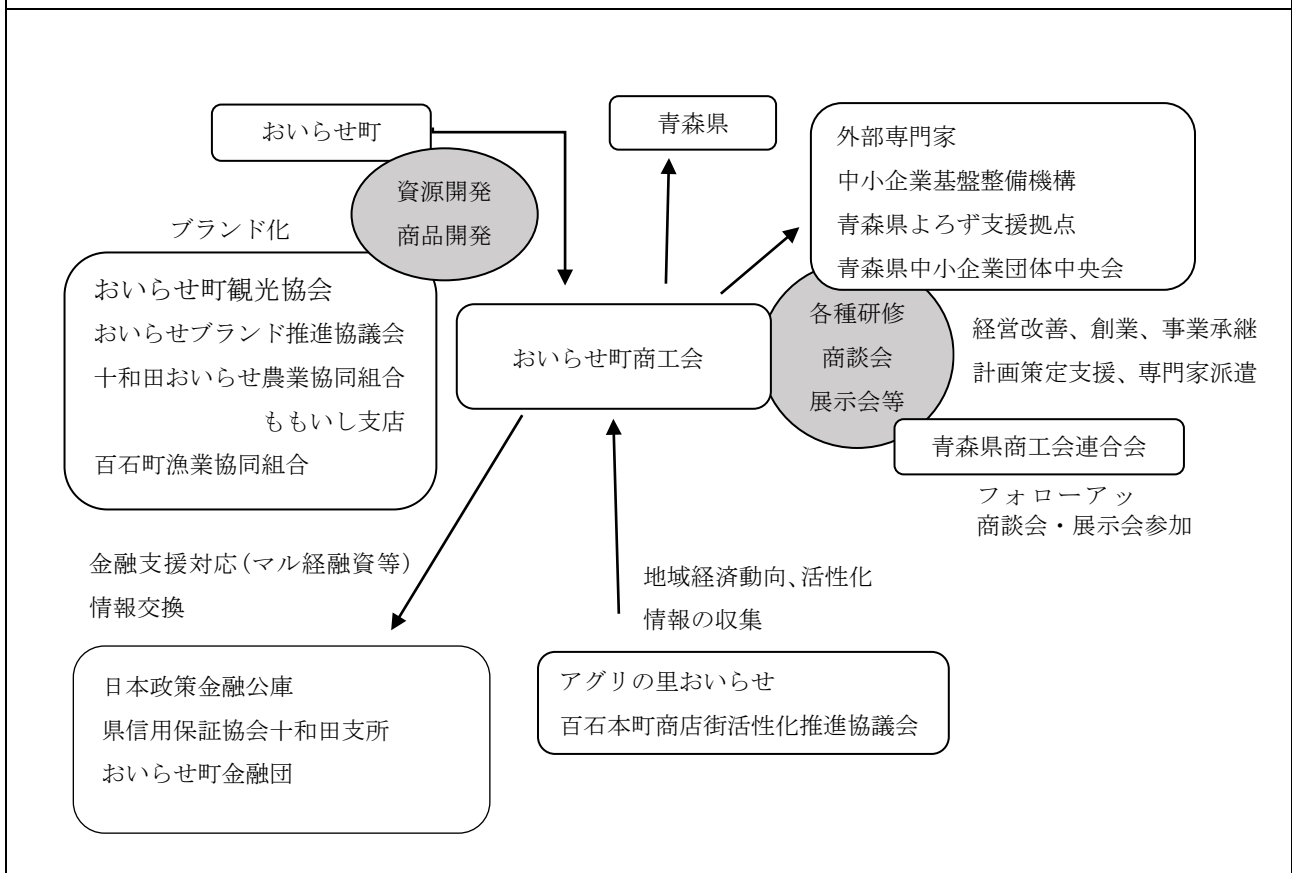 おいらせ町
青森県
外部専門家
中小企業基盤整備機構
青森県よろず支援拠点
青森県中小企業団体中央会
資源開発
商品開発
ブランド化
おいらせ町観光協会
おいらせブランド推進協議会
十和田おいらせ農業協同組合
ももいし支店
百石町漁業協同組合
おいらせ町商工会
各種研修
商談会
展示会等
経営改善、創業、事業承継
計画策定支援、専門家派遣
青森県商工会連合会
フォローアッ
商談会・展示会参加
金融支援対応(マル経融資等)
情報交換
地域経済動向、活性化
情報の収集
日本政策金融公庫
県信用保証協会十和田支所
おいらせ町金融団
アグリの里おいらせ
百石本町商店街活性化推進協議会